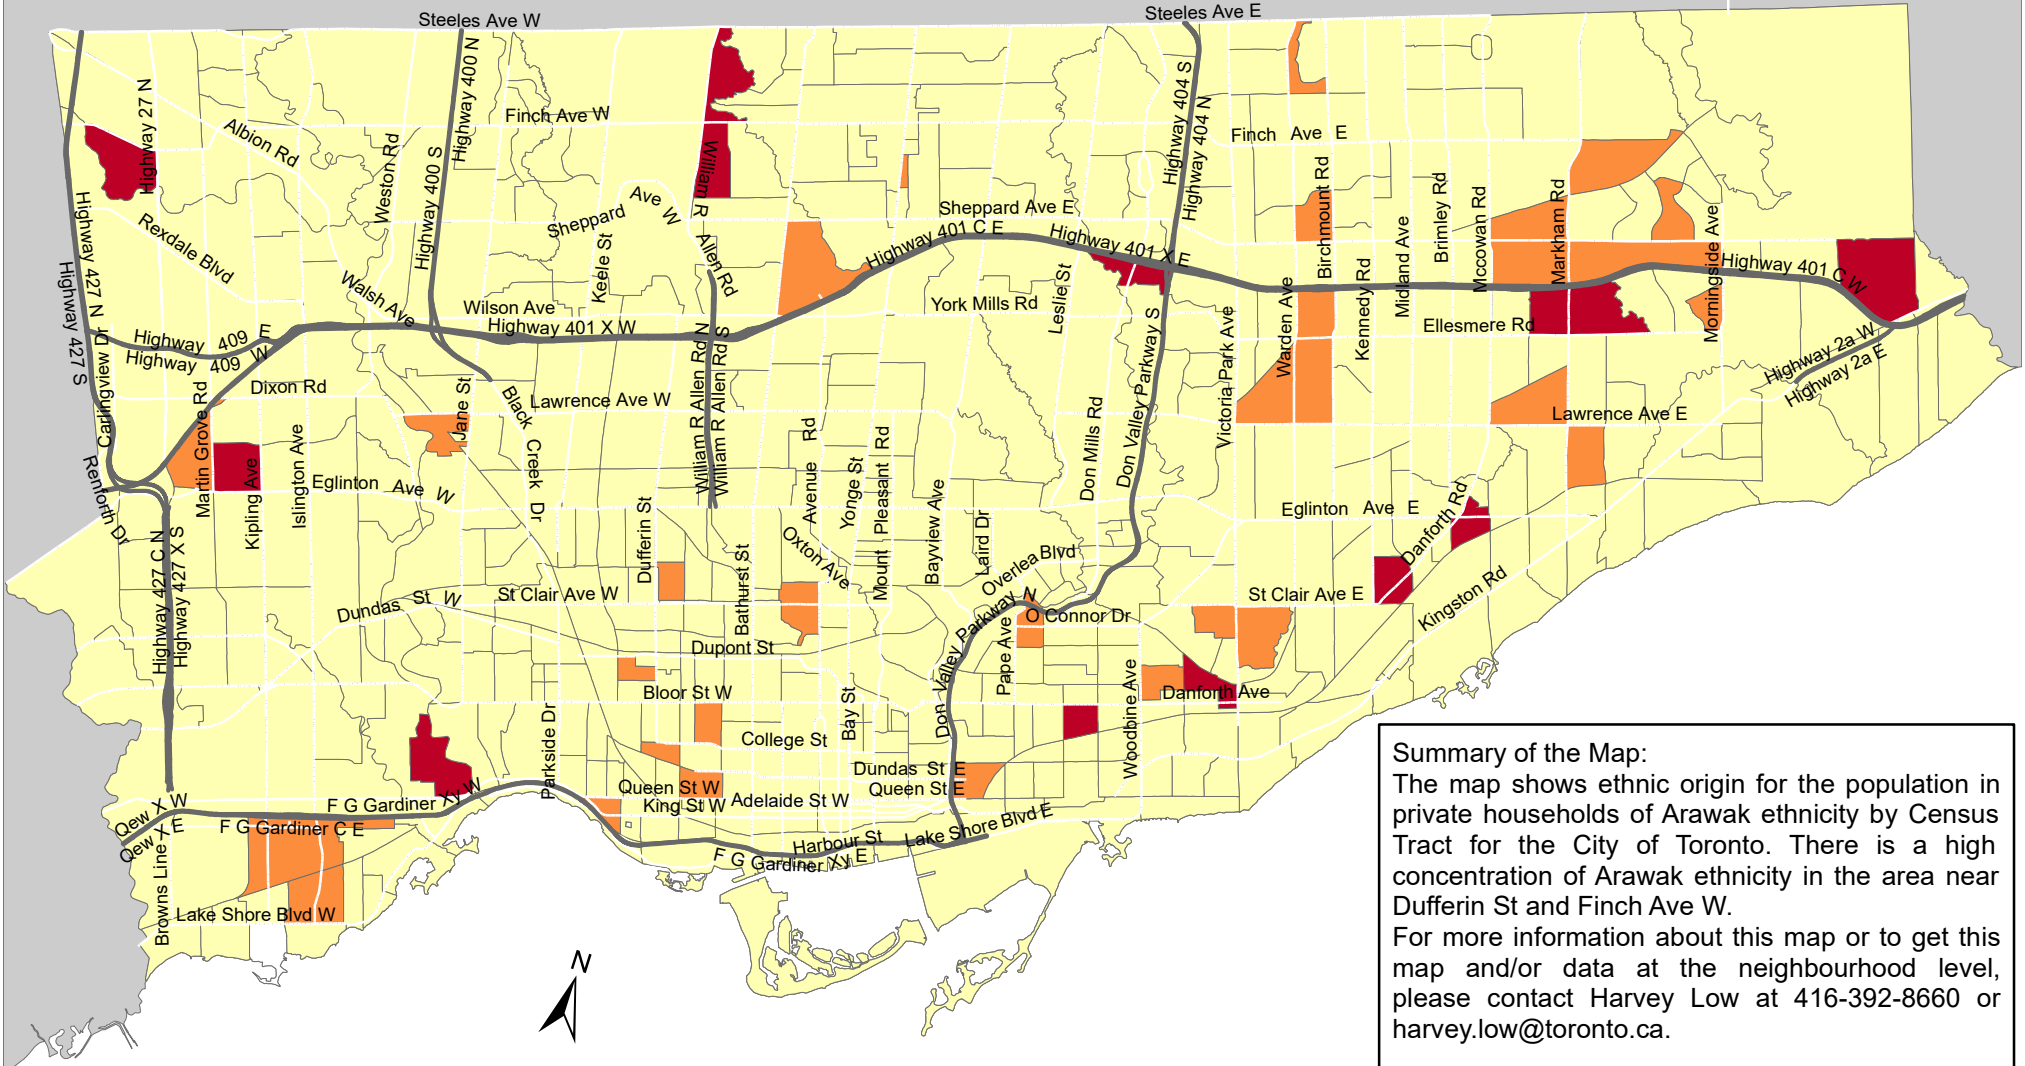 Steeles Ave W
Steeles Ave E
Highway 27 N
Albion Rd
Weston Rd
Highway 400 N
Highway 400 S
Finch Ave W
William R Allen Rd
Highway 404 S
Highway 404 N
Finch Ave E
Rexdale Blvd
Highway 427 N
Highway 427 N
Highway 427 S
Sheppard Ave W
Keele St
Sheppard Ave E
Highway 401 C E
Highway 401 X E
Leslie St
Birchmount Rd
Midland Ave
Brimley Rd
Mccowan Rd
Markham Rd
Morningside Ave
Highway 401 C W
Walsh Ave
Wilson Ave
Highway 401 X W
York Mills Rd
Warden Ave
Kennedy Rd
Ellesmere Rd
Highway 2a W
Highway 2a E
Highway 409 E
Highway 409 W
Carlingview Dr
Martin Grove Rd
Dixon Rd
Jane St
Black Creek Dr
Lawrence Ave W
William R Allen Rd N
William R Allen Rd S
Avenue Rd
Yonge St
Mount Pleasant Rd
Bayview Ave
Laird Dr
Don Mills Rd
Don Valley Parkway S
Victoria Park Ave
Lawrence Ave E
Renforth Dr
Kipling Ave
Islington Ave
Eglinton Ave W
Dufferin St
Bathurst St
Oxton Ave
Overlea Blvd
Eglinton Ave E
Danforth Rd
Kingston Rd
Highway 427 C N
Highway 427 X S
Dundas St W
St Clair Ave W
St Clair Ave E
Don Valley Parkway N
O Connor Dr
Pape Ave
Dupont St
Woodbine Ave
Danforth Ave
Bloor St W
Parkside Dr
Bay St
College St
Dundas St E
Queen St E
Queen St W
King St W
Adelaide St W
Qew X W
Qew X E
F G Gardiner Xy W
F G Gardiner C E
Browns Line
Lake Shore Blvd W
Harbour St
Lake Shore Blvd E
F G Gardiner Xy E
N
Summary of the Map:
The map shows ethnic origin for the population in
private households of Arawak ethnicity by Census
Tract for the City of Toronto. There is a high
concentration of Arawak ethnicity in the area near
Dufferin St and Finch Ave W.
For more information about this map or to get this
map and/or data at the neighbourhood level,
please contact Harvey Low at 416-392-8660 or
harvey.low@toronto.ca.